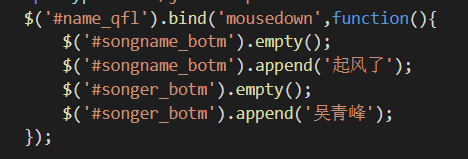 $('#name_qfl').bind('mousedown',function(){
$('#songname_botm').empty();
$('#songname_botm').append('起风了');
$('#songer_botm').empty();
$('#songer_botm').append('吴青峰');
});